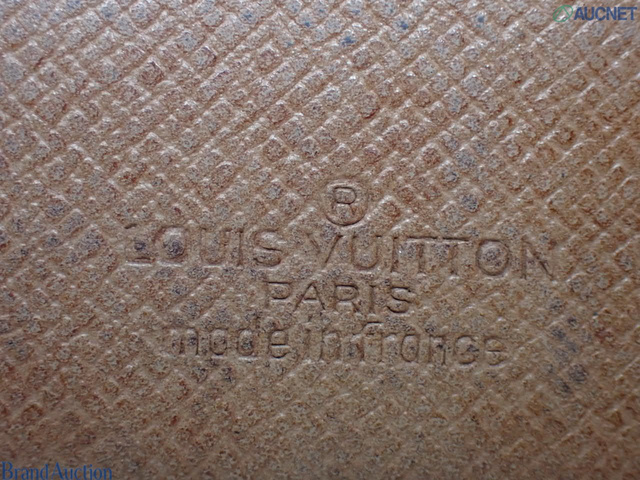 AUCNET
®
LOUIS VUITTON
PARIS
made in france
Brand Auction